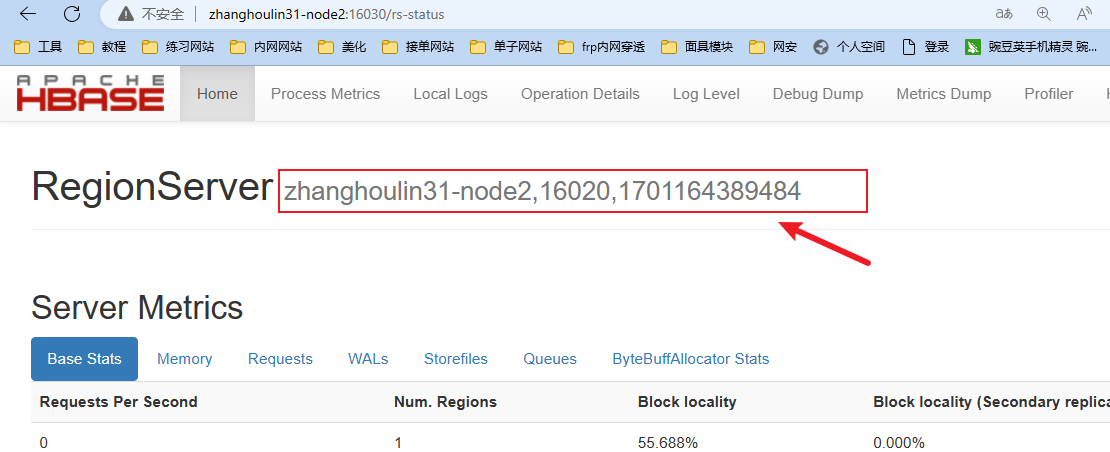 不安全 zhanghoulin31-node2:16030/rs-status aあ A
工具 教程 练习网站 内网网站 美化 接单网站 单子网站 frp内网穿透 面具模块 网安 个人空间 登录 豌豆荚手机精灵 豌...
APACHE
HBASE
Home Process Metrics Local Logs Operation Details Log Level Debug Dump Metrics Dump Profiler
RegionServer zhanghoulin31-node2,16020,1701164389484
Server Metrics
Base Stats Memory Requests WALs Storefiles Queues ByteBuffAllocator Stats
Requests Per Second Num. Regions Block locality Block locality (Secondary replica
0 1 55.688% 0.000%